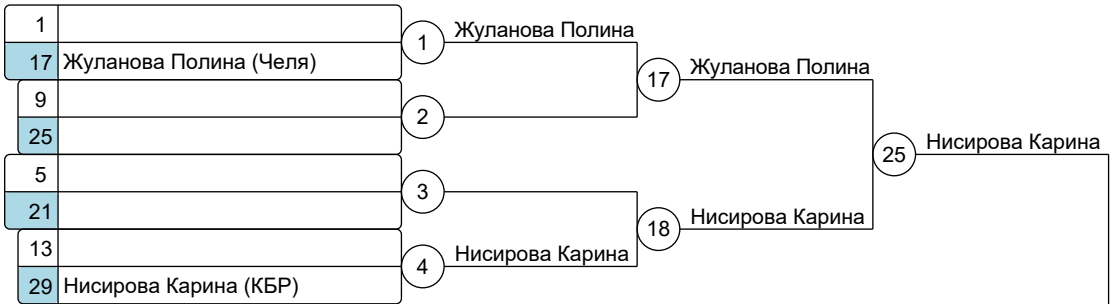 1
17 Жуланова Полина (Челя)
9
25
5
21
13
29 Нисирова Карина (КБР)
1 Жуланова Полина
2
3
4 Нисирова Карина
17 Жуланова Полина
18 Нисирова Карина
25 Нисирова Карина